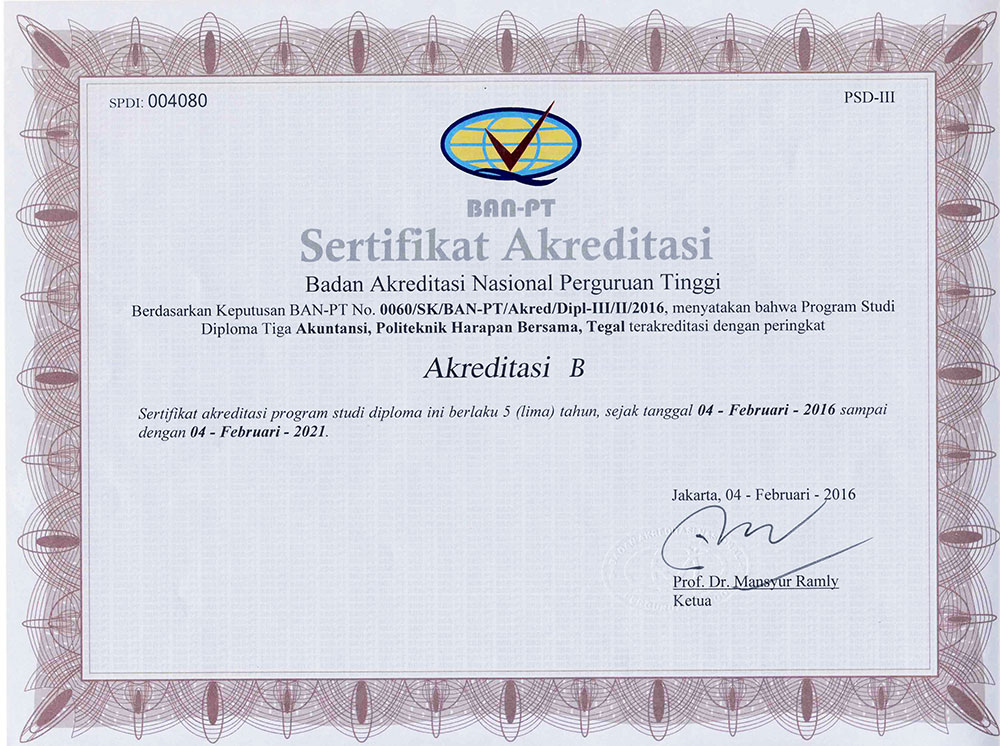 SPDI: 004080
PSD-III
BAN-PT
Sertifikat Akreditasi
Badan Akreditasi Nasional Perguruan Tinggi
Berdasarkan Keputusan BAN-PT No. 0060/SK/BAN-PT/Akred/Dipl-III/II/2016, menyatakan bahwa Program Studi
Diploma Tiga Akuntansi, Politeknik Harapan Bersama, Tegal terakreditasi dengan peringkat
Akreditasi B
Sertifikat akreditasi program studi diploma ini berlaku 5 (lima) tahun, sejak tanggal 04 - Februari - 2016 sampai
dengan 04 - Februari - 2021.
Jakarta, 04 - Februari - 2016
Prof. Dr. Mansyur Ramly
Ketua